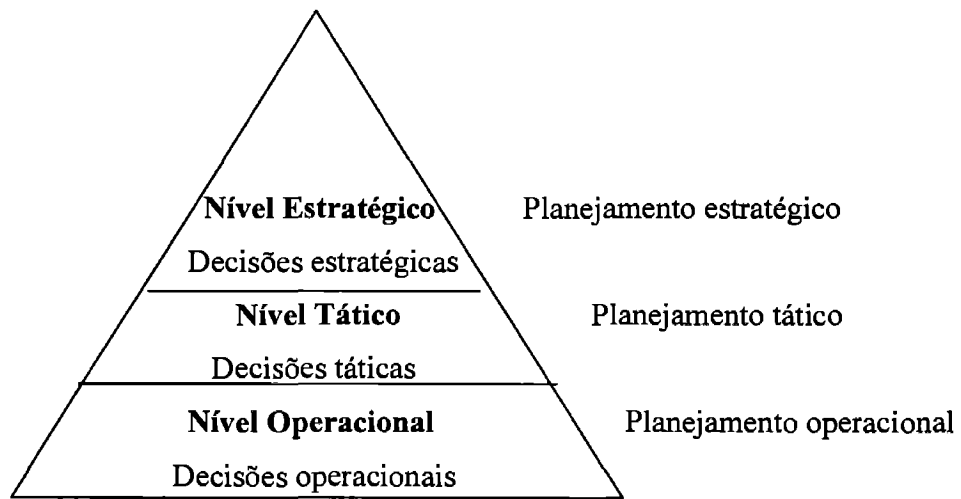 Nível Estratégico Planejamento estratégico
Decisões estratégicas
Nível Tático Planejamento tático
Decisões táticas
Nível Operacional Planejamento operacional
Decisões operacionais